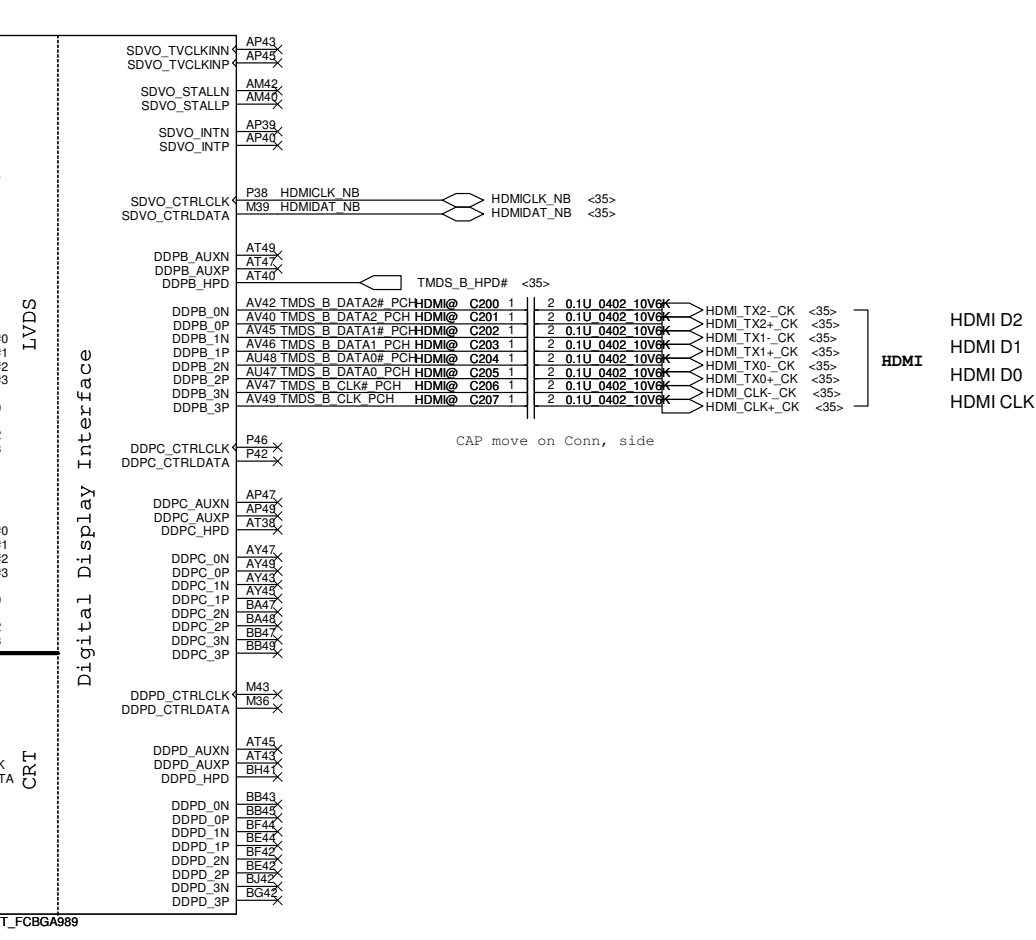 SDVO_TVCLKINN AP43
SDVO_TVCLKINP AP45
SDVO_STALLN AM42
SDVO_STALLP AM40
SDVO_INTN AP39
SDVO_INTP AP40
SDVO_CTRLCLK P38 HDMICLK_NB HDMICLK_NB <35>
SDVO_CTRLDATA M39 HDMIDAT_NB HDMIDAT_NB <35>
DDPB_AUXN AT49
DDPB_AUXP AT47
DDPB_HPD AT40 TMDS_B_HPD# <35>
DDPB_0N AV42 TMDS_B_DATA2#_PCH HDMI@ C200 1 2 0.1U_0402_10V6K HDMI_TX2-_CK <35>
DDPB_0P AV40 TMDS_B_DATA2_PCH HDMI@ C201 1 2 0.1U_0402_10V6K HDMI_TX2+_CK <35>
DDPB_1N AV45 TMDS_B_DATA1#_PCH HDMI@ C202 1 2 0.1U_0402_10V6K HDMI_TX1-_CK <35>
DDPB_1P AV46 TMDS_B_DATA1_PCH HDMI@ C203 1 2 0.1U_0402_10V6K HDMI_TX1+_CK <35>
DDPB_2N AU48 TMDS_B_DATA0#_PCH HDMI@ C204 1 2 0.1U_0402_10V6K HDMI_TX0-_CK <35>
DDPB_2P AU47 TMDS_B_DATA0_PCH HDMI@ C205 1 2 0.1U_0402_10V6K HDMI_TX0+_CK <35>
DDPB_3N AV47 TMDS_B_CLK#_PCH HDMI@ C206 1 2 0.1U_0402_10V6K HDMI_CLK-_CK <35>
DDPB_3P AV49 TMDS_B_CLK_PCH HDMI@ C207 1 2 0.1U_0402_10V6K HDMI_CLK+_CK <35>
HDMI
HDMI D2
HDMI D1
HDMI D0
HDMI CLK
CAP move on Conn, side
LVDS
Digital Display Interface
CRT
DDPC_CTRLCLK P46
DDPC_CTRLDATA P42
DDPC_AUXN AP47
DDPC_AUXP AP49
DDPC_HPD AT38
DDPC_0N AY47
DDPC_0P AY49
DDPC_1N AY43
DDPC_1P AY45
DDPC_2N BA47
DDPC_2P BA48
DDPC_3N BB47
DDPC_3P BB49
DDPD_CTRLCLK M43
DDPD_CTRLDATA M36
DDPD_AUXN AT45
DDPD_AUXP AT43
DDPD_HPD BH41
DDPD_0N BB43
DDPD_0P BB45
DDPD_1N BF44
DDPD_1P BE44
DDPD_2N BF42
DDPD_2P BE42
DDPD_3N BJ42
DDPD_3P BG42
T_FCBGA989